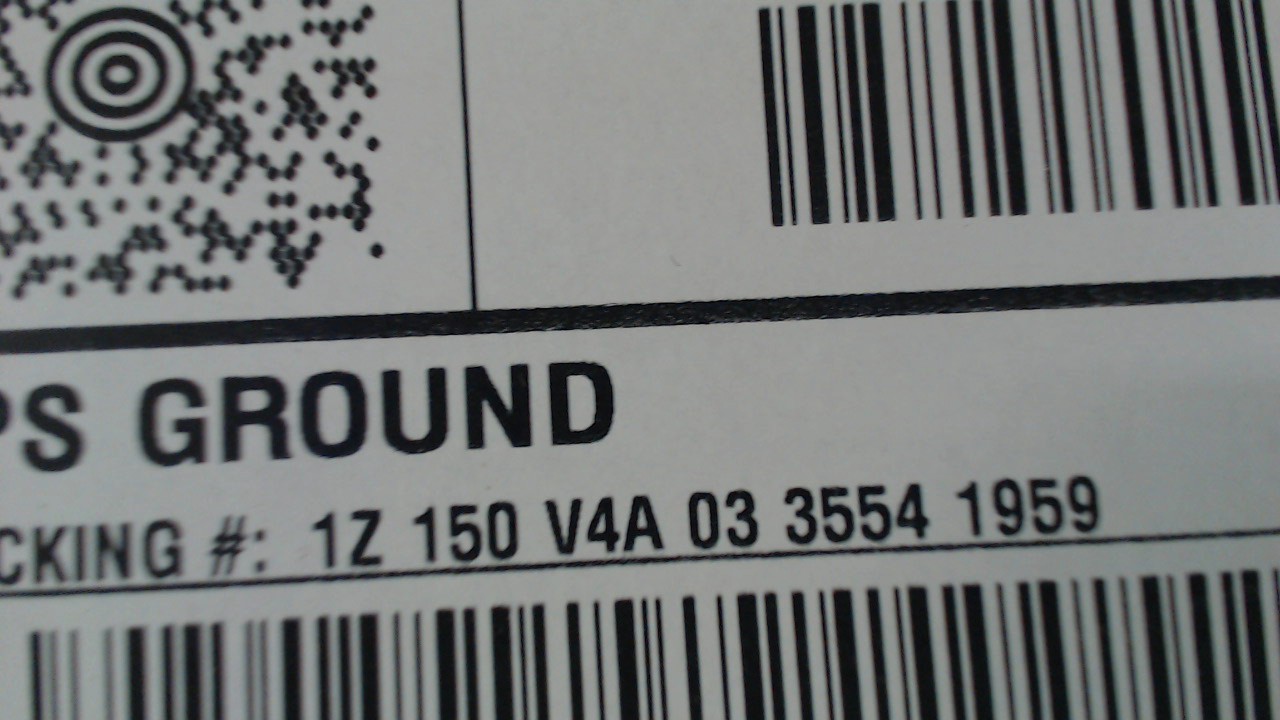 PS GROUND
CKING #: 1Z 150 V4A 03 3554 1959